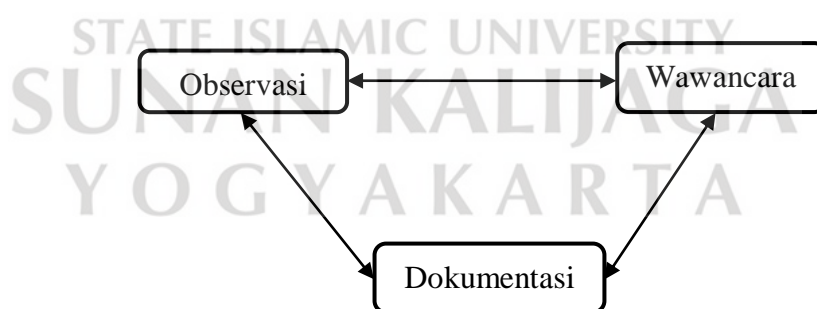 STATE ISLAMIC UNIVERSITY
Observasi
Wawancara
SUNAN KALIJAGA
YOGYAKARTA
Dokumentasi